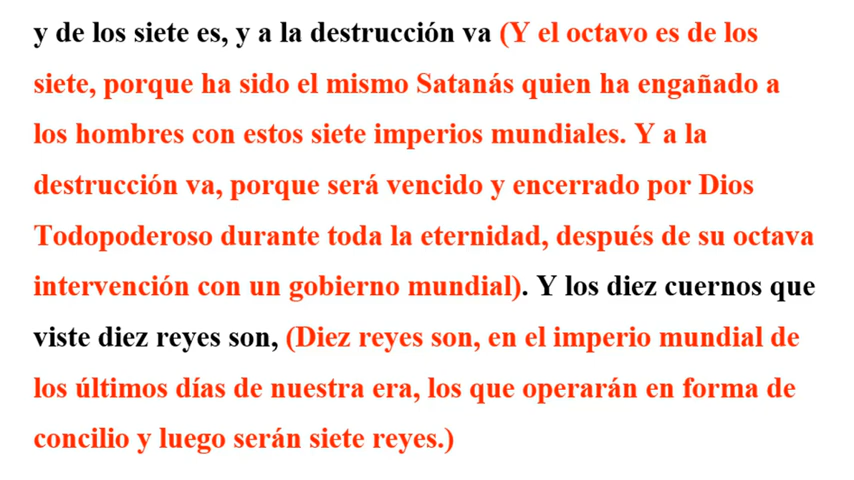 y de los siete es, y a la destrucción va (Y el octavo es de los
siete, porque ha sido el mismo Satanás quien ha engañado a
los hombres con estos siete imperios mundiales. Y a la
destrucción va, porque será vencido y encerrado por Dios
Todopoderoso durante toda la eternidad, después de su octava
intervención con un gobierno mundial). Y los diez cuernos que
viste diez reyes son, (Diez reyes son, en el imperio mundial de
los últimos días de nuestra era, los que operarán en forma de
concilio y luego serán siete reyes.)